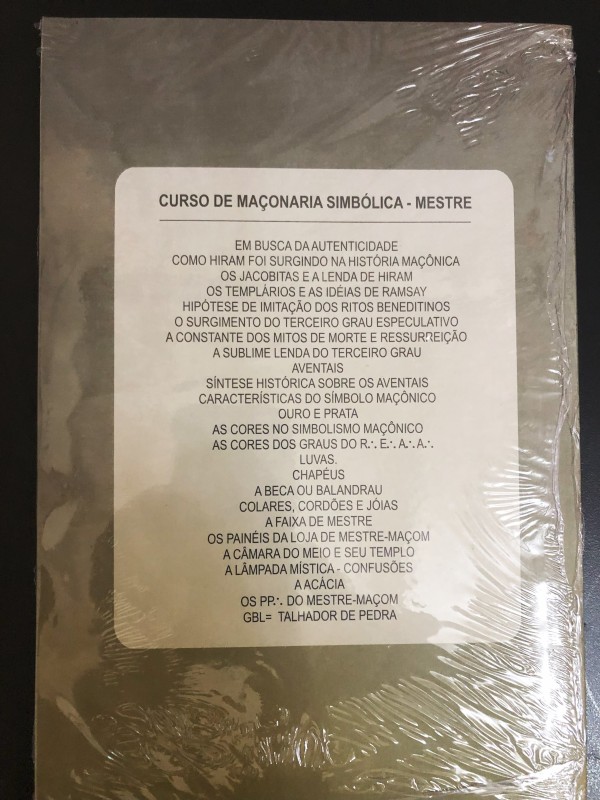 CURSO DE MAÇONARIA SIMBÓLICA - MESTRE
EM BUSCA DA AUTENTICIDADE
COMO HIRAM FOI SURGINDO NA HISTÓRIA MAÇÔNICA
OS JACOBITAS E A LENDA DE HIRAM
OS TEMPLÁRIOS E AS IDÉIAS DE RAMSAY
HIPÓTESE DE IMITAÇÃO DOS RITOS BENEDITINOS
O SURGIMENTO DO TERCEIRO GRAU ESPECULATIVO
A CONSTANTE DOS MITOS DE MORTE E RESSURREIÇÃO
A SUBLIME LENDA DO TERCEIRO GRAU
AVENTAIS
SÍNTESE HISTÓRICA SOBRE OS AVENTAIS
CARACTERÍSTICAS DO SÍMBOLO MAÇÔNICO
OURO E PRATA
AS CORES NO SIMBOLISMO MAÇÔNICO
AS CORES DOS GRAUS DO R∴ E∴ A∴ A∴
LUVAS.
CHAPÉUS
A BECA OU BALANDRAU
COLARES, CORDÕES E JÓIAS
A FAIXA DE MESTRE
OS PAINÉIS DA LOJA DE MESTRE-MAÇOM
A CÂMARA DO MEIO E SEU TEMPLO
A LÂMPADA MÍSTICA - CONFUSÕES
A ACÁCIA
OS PP∴ DO MESTRE-MAÇOM
GBL= TALHADOR DE PEDRA